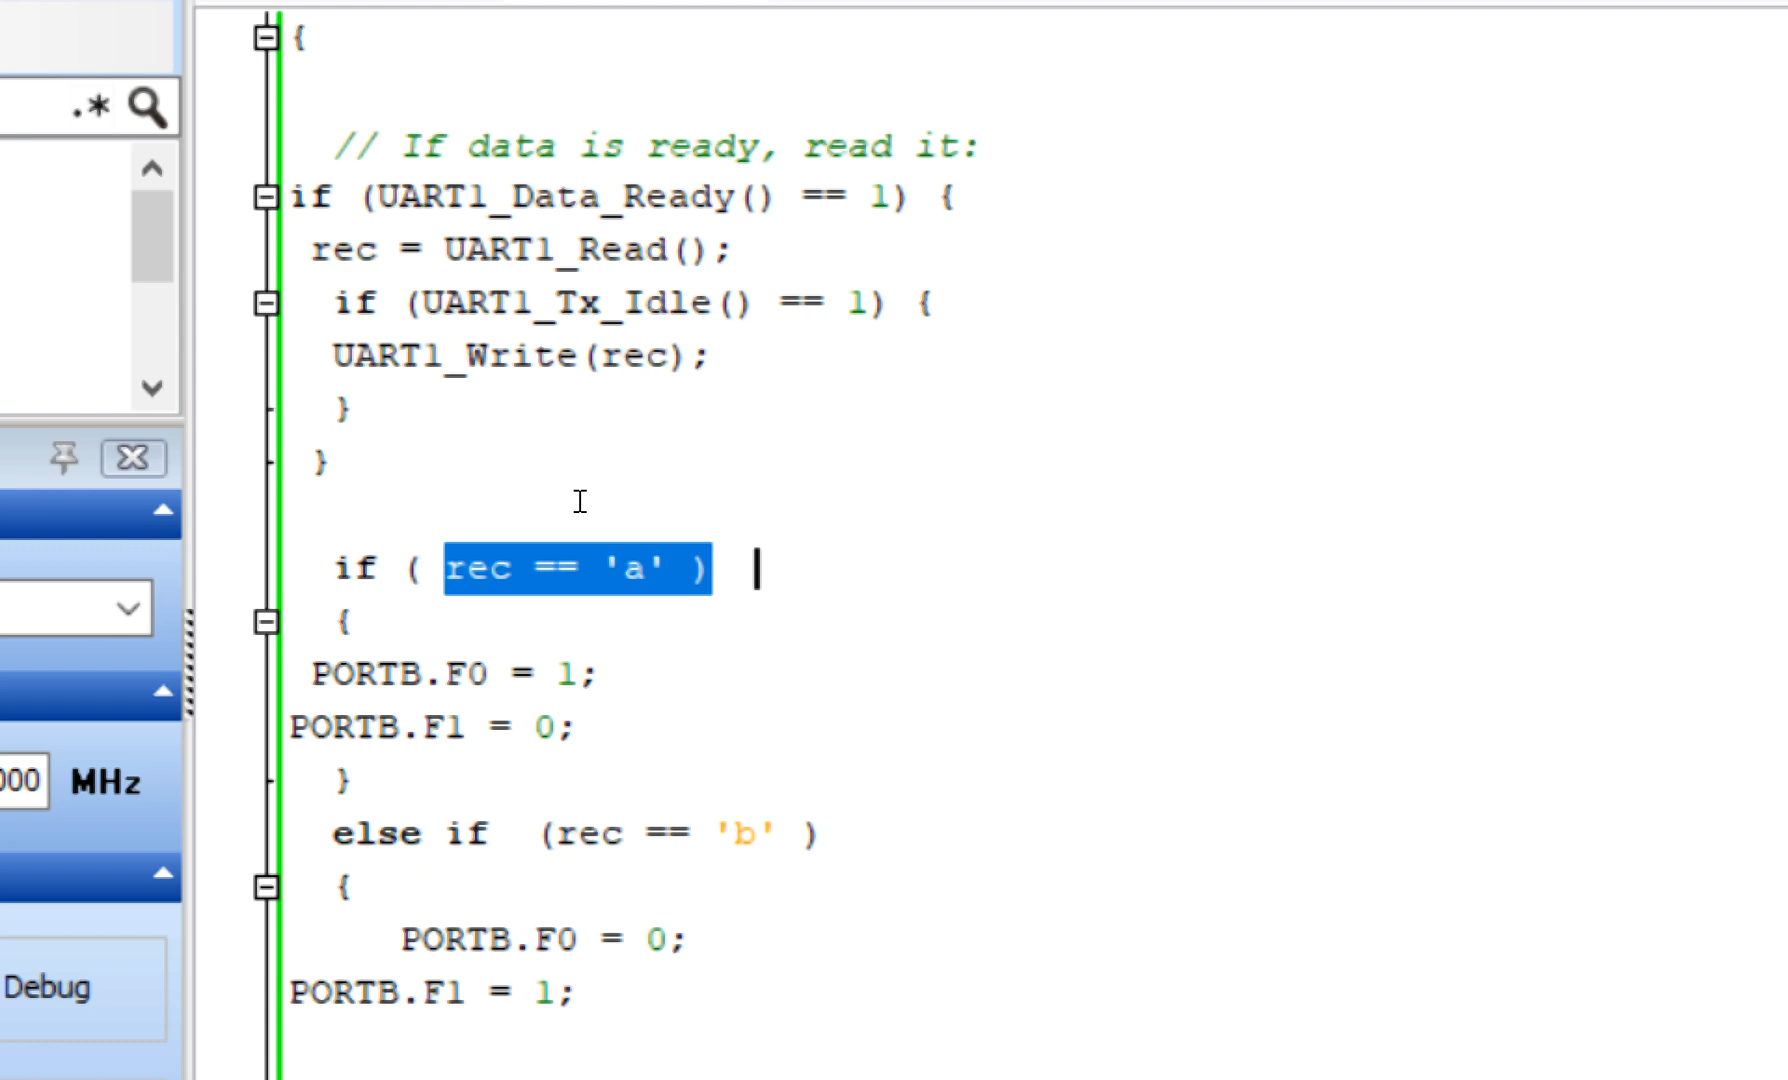 {
.*
// If data is ready, read it:
if (UART1_Data_Ready() == 1) {
rec = UART1_Read();
if (UART1_Tx_Idle() == 1) {
UART1_Write(rec);
}
}
if ( rec == 'a' )
{
PORTB.F0 = 1;
PORTB.F1 = 0;
}
000 MHz
else if (rec == 'b' )
{
PORTB.F0 = 0;
Debug
PORTB.F1 = 1;